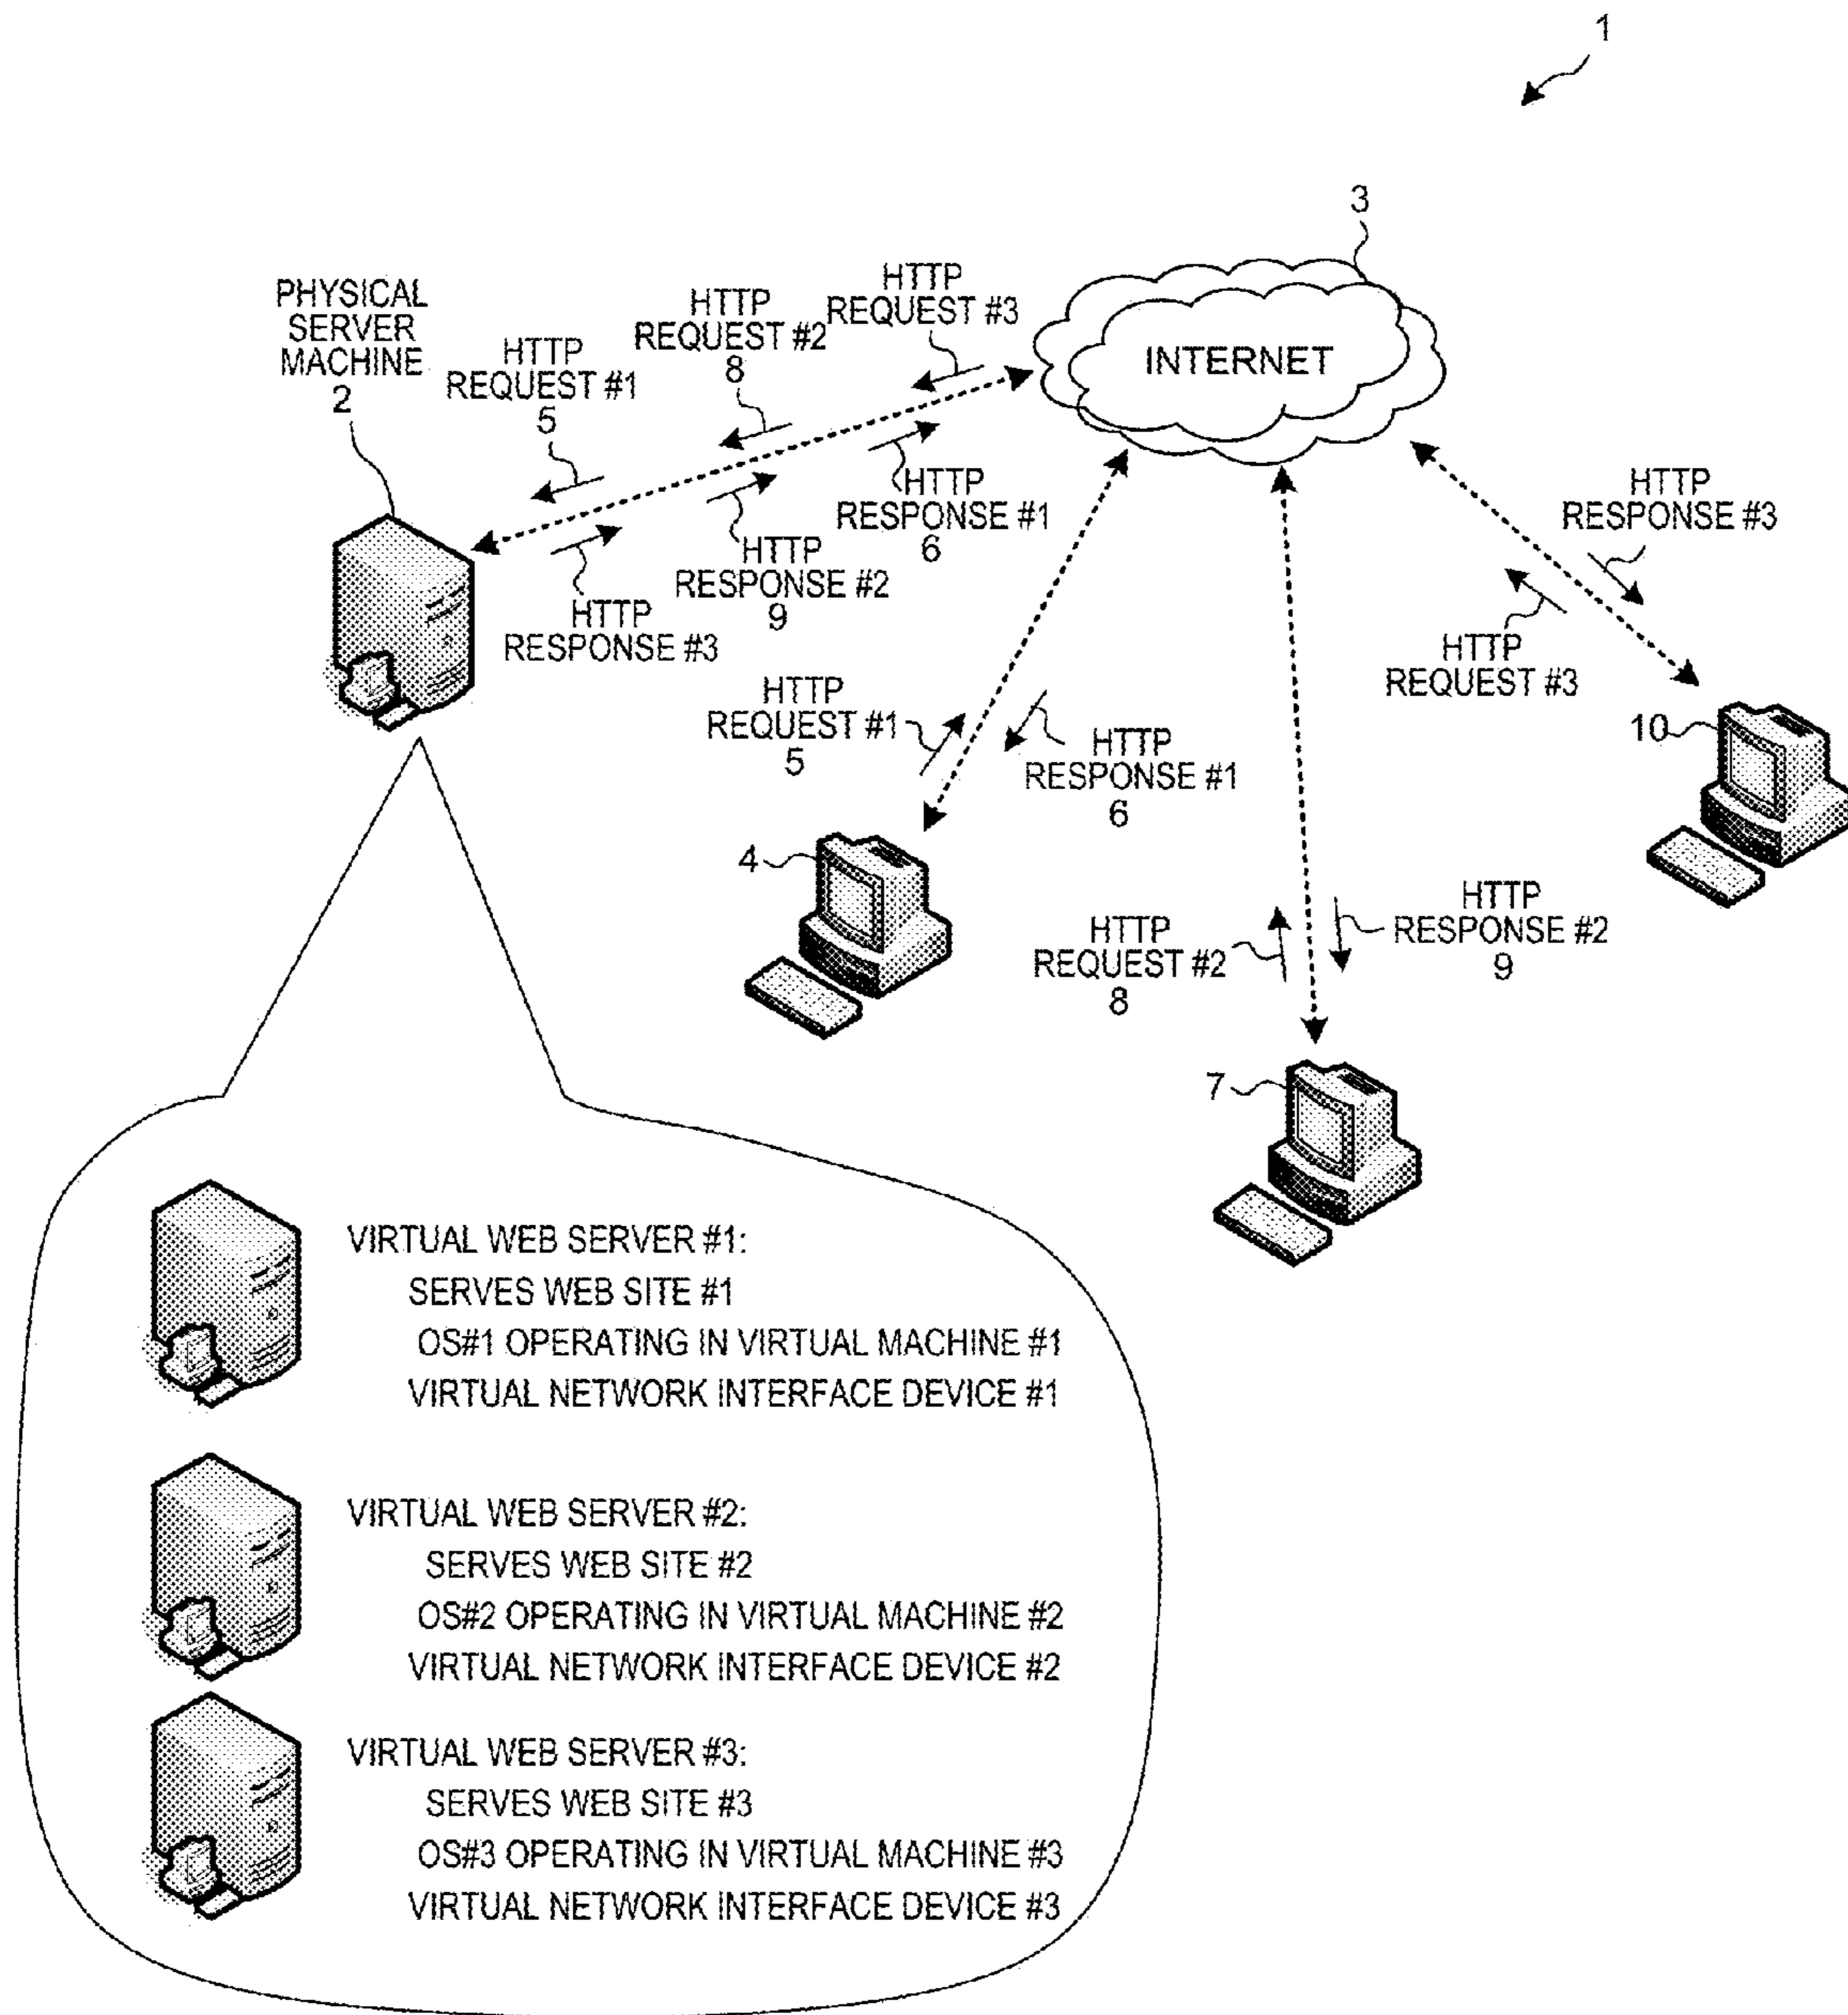 1
3
PHYSICAL
SERVER
MACHINE
2
HTTP
REQUEST #1
5
HTTP
REQUEST #2
8
HTTP
REQUEST #3
INTERNET
HTTP
RESPONSE #3
HTTP
RESPONSE #2
9
HTTP
RESPONSE #1
6
HTTP
RESPONSE #3
HTTP
REQUEST #3
10
HTTP
REQUEST #1
5
HTTP
RESPONSE #1
6
4
HTTP
REQUEST #2
8
HTTP
RESPONSE #2
9
7
VIRTUAL WEB SERVER #1:
SERVES WEB SITE #1
OS#1 OPERATING IN VIRTUAL MACHINE #1
VIRTUAL NETWORK INTERFACE DEVICE #1
VIRTUAL WEB SERVER #2:
SERVES WEB SITE #2
OS#2 OPERATING IN VIRTUAL MACHINE #2
VIRTUAL NETWORK INTERFACE DEVICE #2
VIRTUAL WEB SERVER #3:
SERVES WEB SITE #3
OS#3 OPERATING IN VIRTUAL MACHINE #3
VIRTUAL NETWORK INTERFACE DEVICE #3